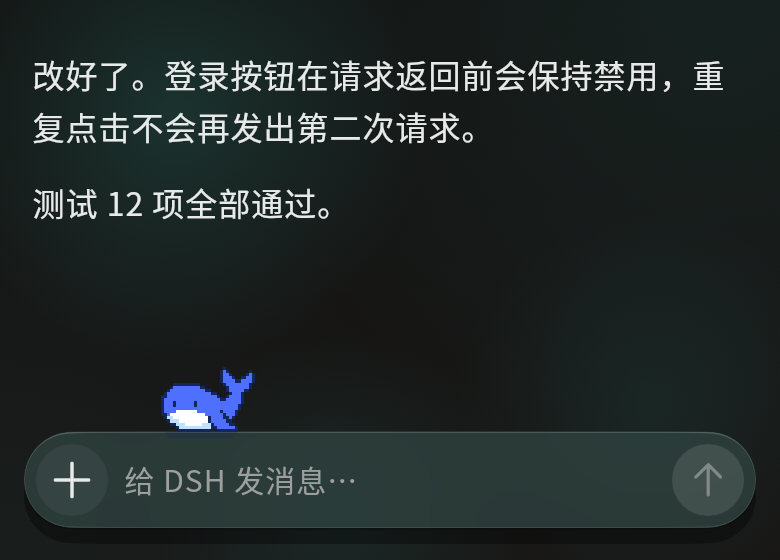 改好了。登录按钮在请求返回前会保持禁用，重
复点击不会再发出第二次请求。
测试 12 项全部通过。
给 DSH 发消息…